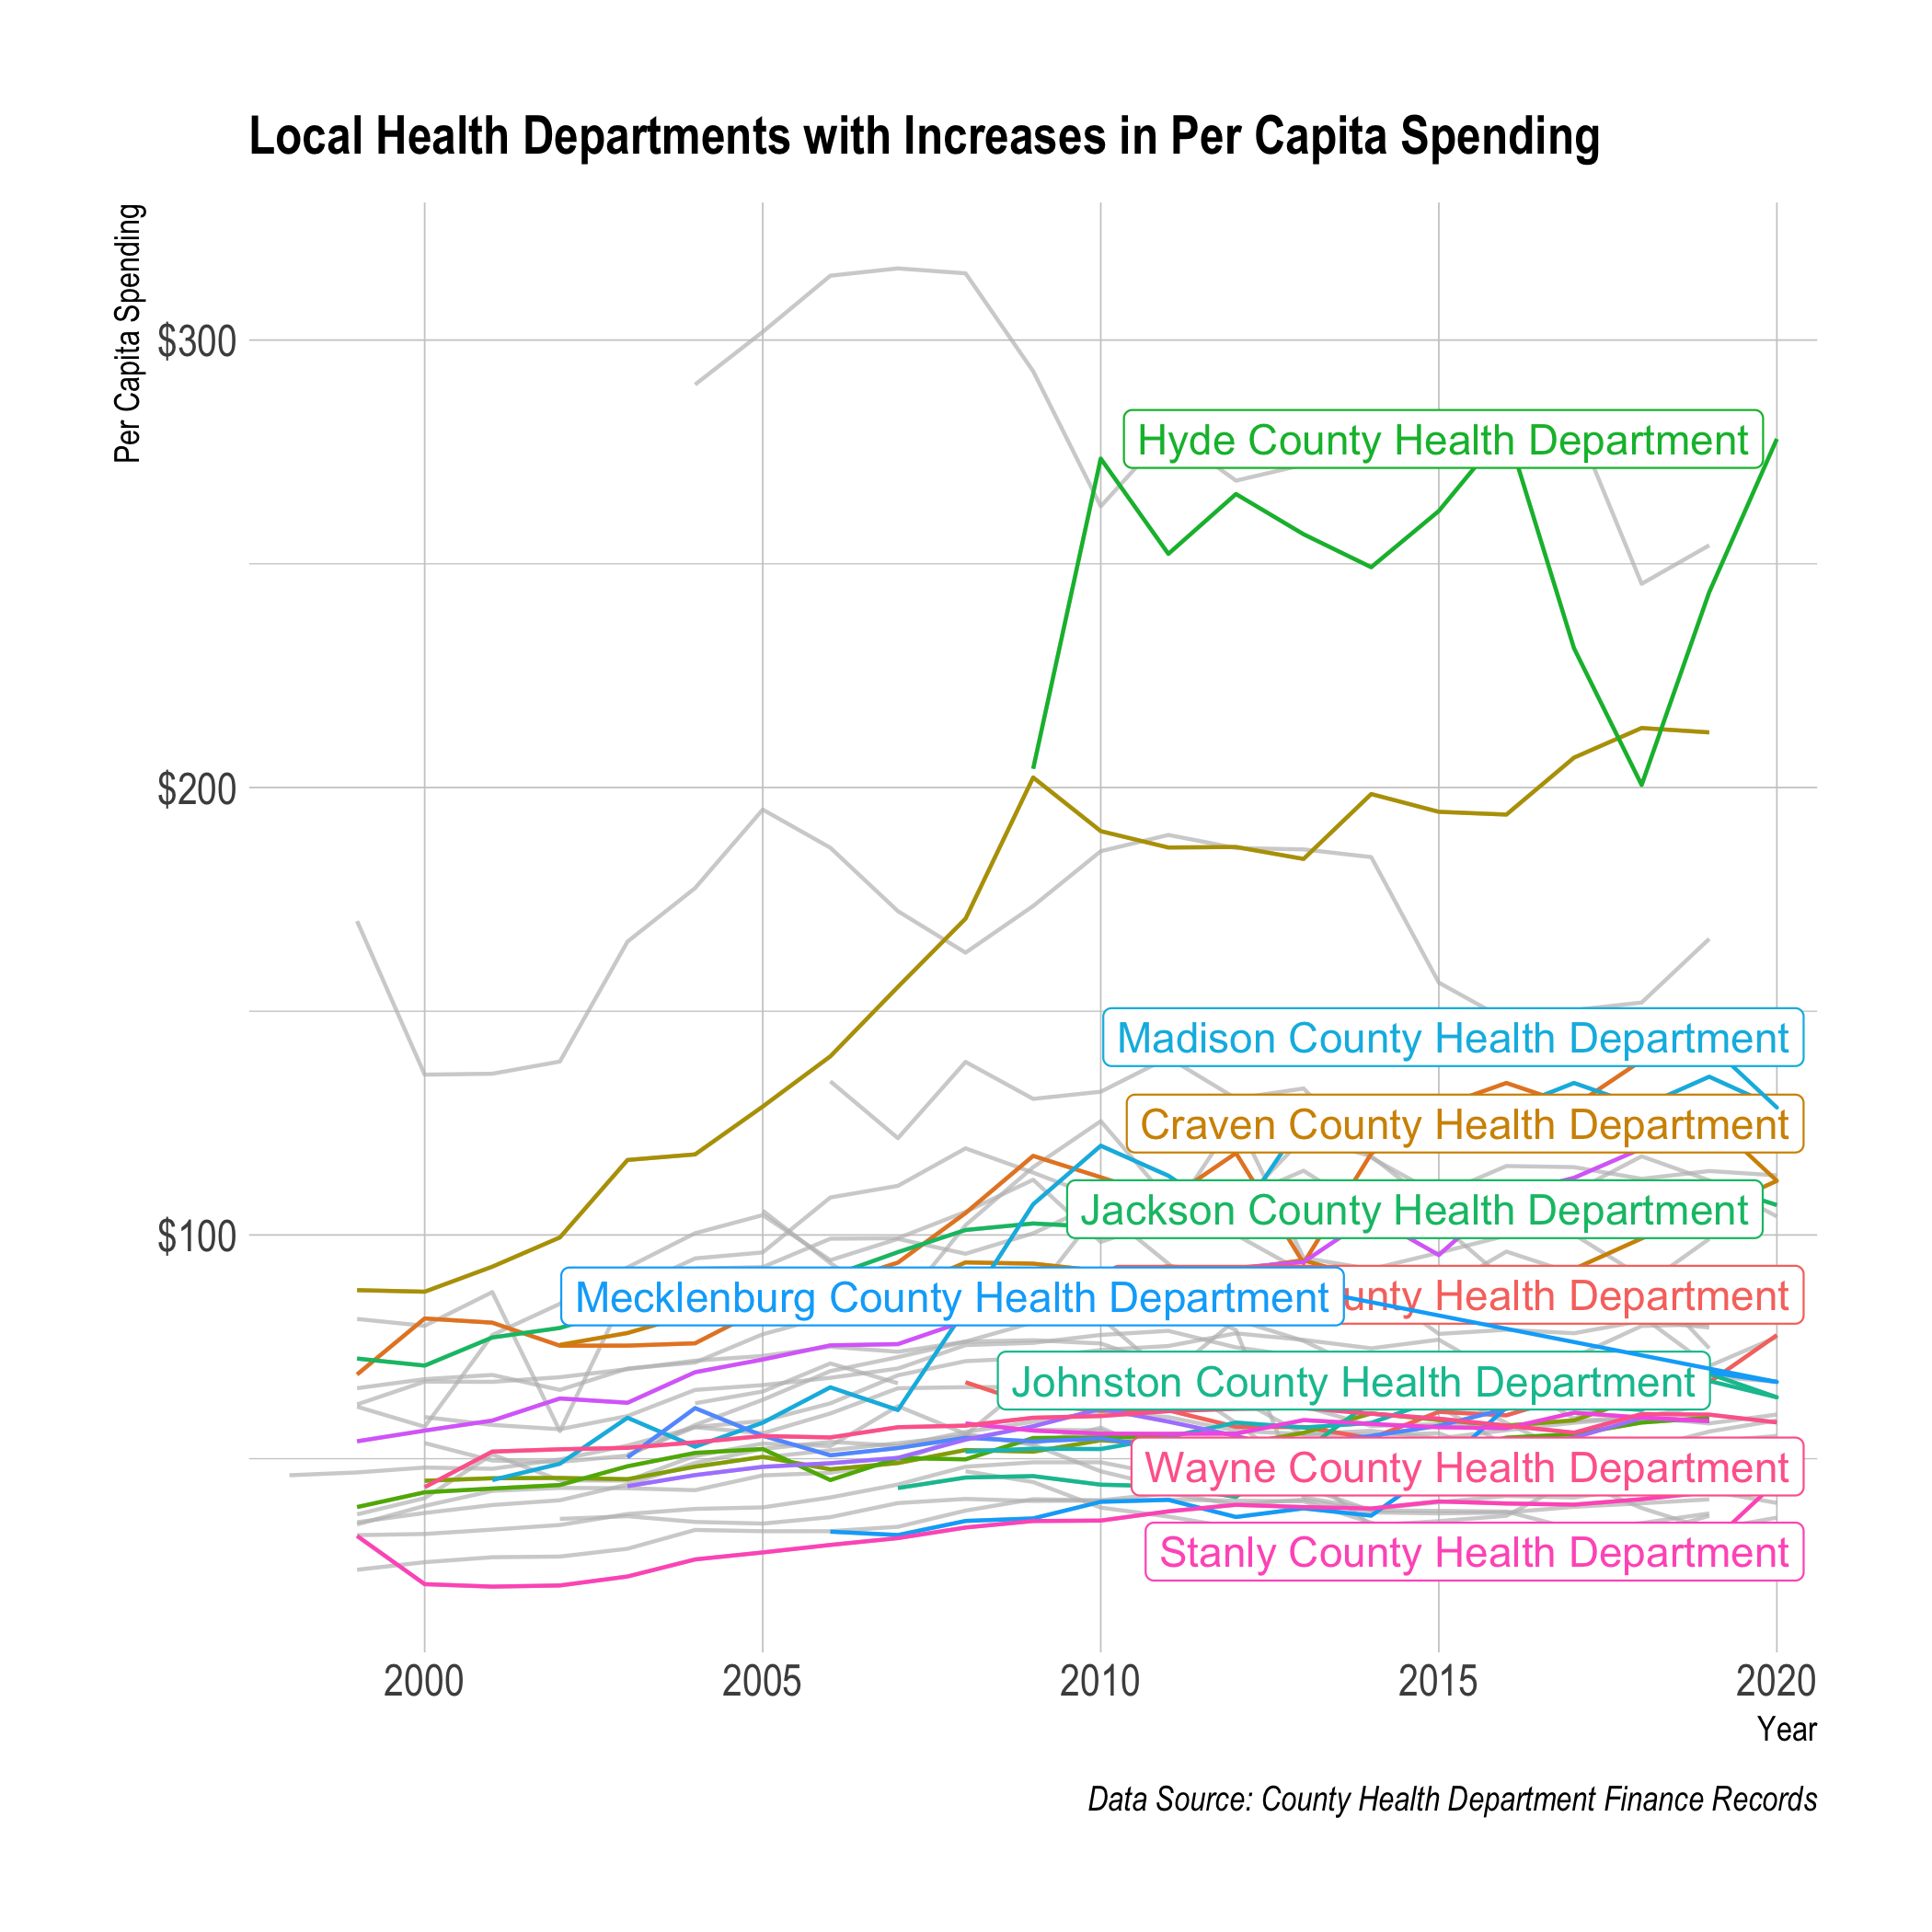 Local Health Departments with Increases in Per Capita Spending
Per Capita Spending
$300
$200
$100
Hyde County Health Department
Madison County Health Department
Craven County Health Department
Jackson County Health Department
Mecklenburg County Health Department
Health Department
Johnston County Health Department
Wayne County Health Department
Stanly County Health Department
2000
2005
2010
2015
2020
Year
Data Source: County Health Department Finance Records